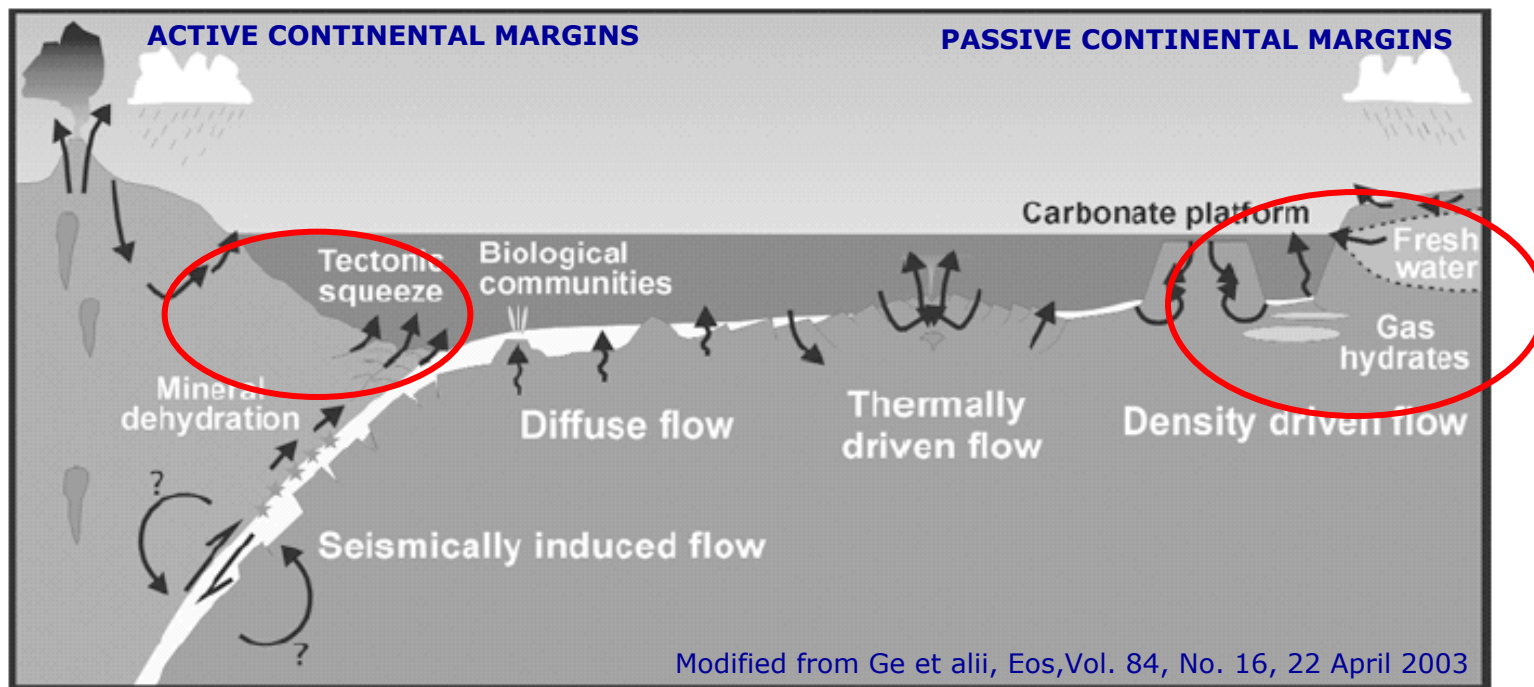 ACTIVE CONTINENTAL MARGINS
PASSIVE CONTINENTAL MARGINS
Carbonate platform
Tectonic
squeeze
Biological
communities
Fresh
water
Gas
hydrates
Mineral
dehydration
Diffuse flow
Thermally
driven flow
Density driven flow
?
Seismically induced flow
?
Modified from Ge et alii, Eos,Vol. 84, No. 16, 22 April 2003